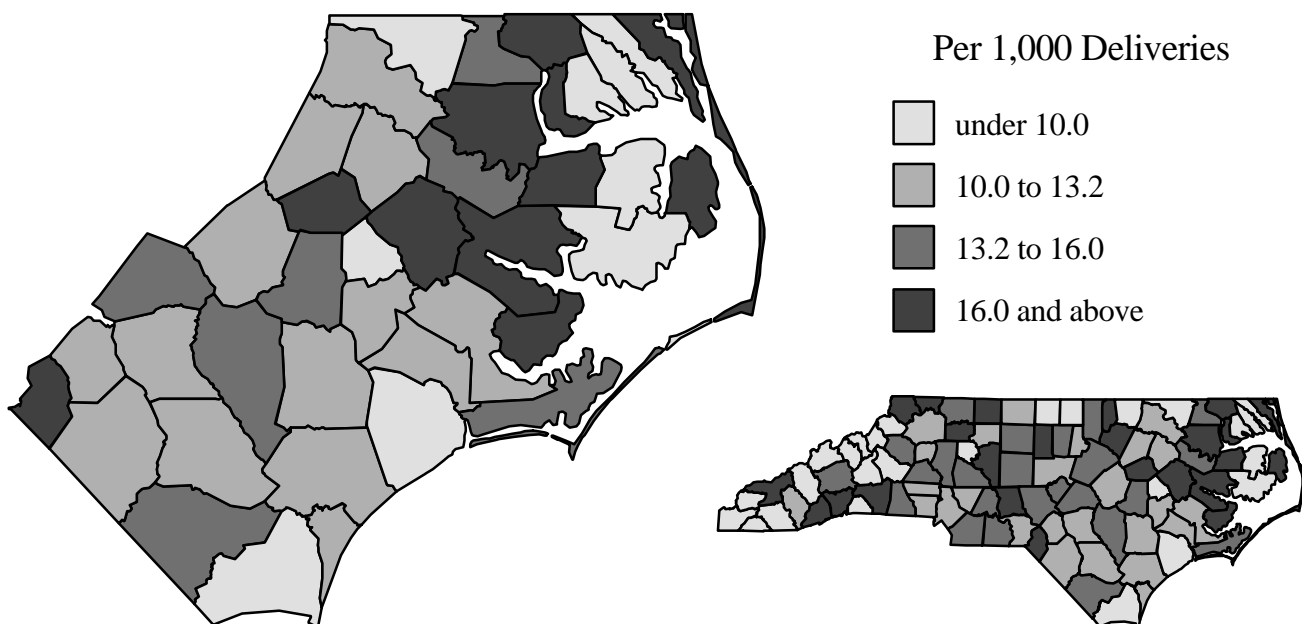 Per 1,000 Deliveries
under 10.0
10.0 to 13.2
13.2 to 16.0
16.0 and above